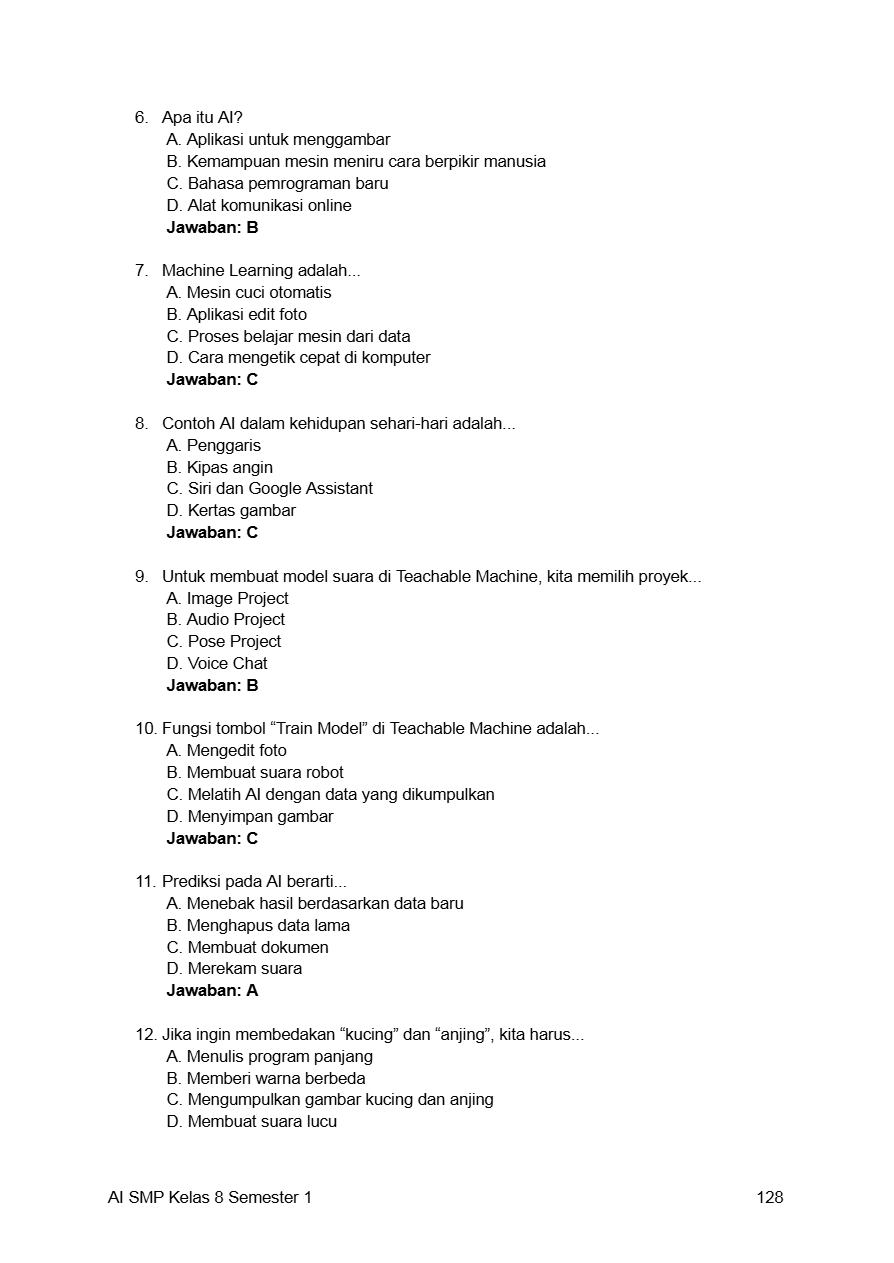 6. Apa itu AI?
A. Aplikasi untuk menggambar
B. Kemampuan mesin meniru cara berpikir manusia
C. Bahasa pemrograman baru
D. Alat komunikasi online
Jawaban: B
7. Machine Learning adalah...
A. Mesin cuci otomatis
B. Aplikasi edit foto
C. Proses belajar mesin dari data
D. Cara mengetik cepat di komputer
Jawaban: C
8. Contoh AI dalam kehidupan sehari-hari adalah...
A. Penggaris
B. Kipas angin
C. Siri dan Google Assistant
D. Kertas gambar
Jawaban: C
9. Untuk membuat model suara di Teachable Machine, kita memilih proyek...
A. Image Project
B. Audio Project
C. Pose Project
D. Voice Chat
Jawaban: B
10. Fungsi tombol “Train Model” di Teachable Machine adalah...
A. Mengedit foto
B. Membuat suara robot
C. Melatih AI dengan data yang dikumpulkan
D. Menyimpan gambar
Jawaban: C
11. Prediksi pada AI berarti...
A. Menebak hasil berdasarkan data baru
B. Menghapus data lama
C. Membuat dokumen
D. Merekam suara
Jawaban: A
12. Jika ingin membedakan “kucing” dan “anjing”, kita harus...
A. Menulis program panjang
B. Memberi warna berbeda
C. Mengumpulkan gambar kucing dan anjing
D. Membuat suara lucu
AI SMP Kelas 8 Semester 1 128